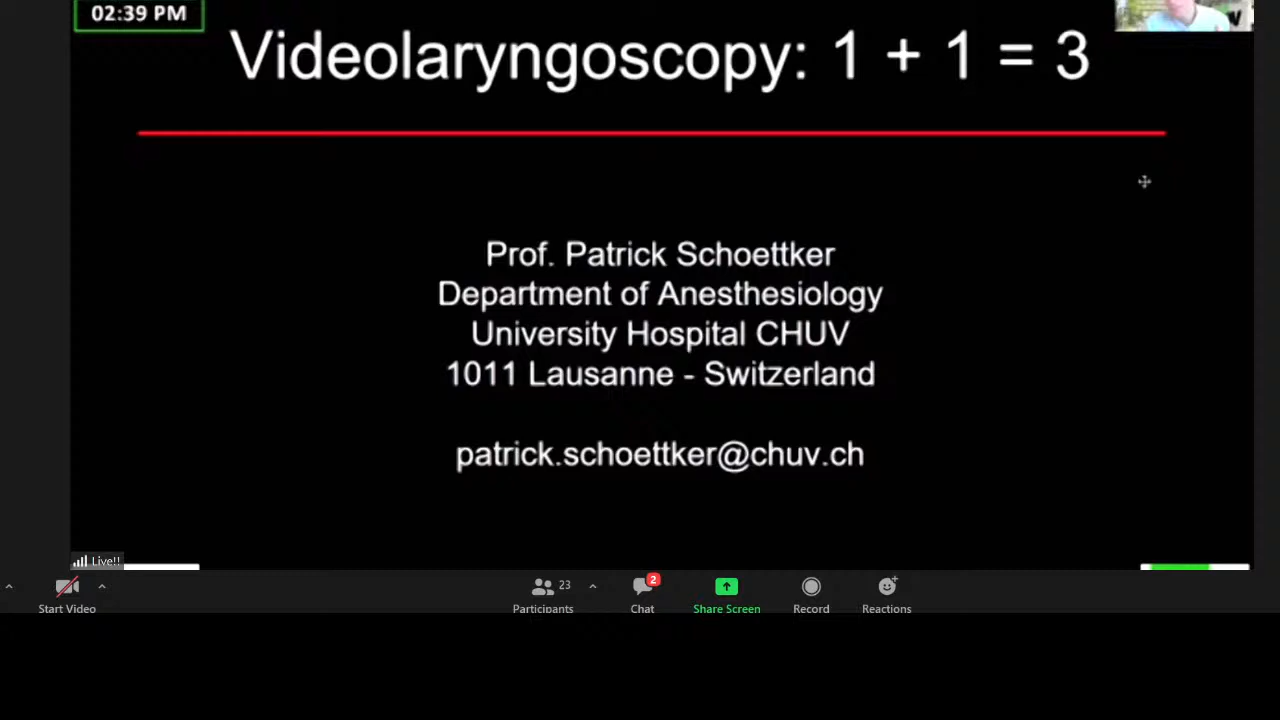 02:39 PM
Videolaryngoscopy: 1 + 1 = 3
Prof. Patrick Schoettker
Department of Anesthesiology
University Hospital CHUV
1011 Lausanne - Switzerland
patrick.schoettker@chuv.ch
Live!!
23
2
Start Video
Participants
Chat
Share Screen
Record
Reactions